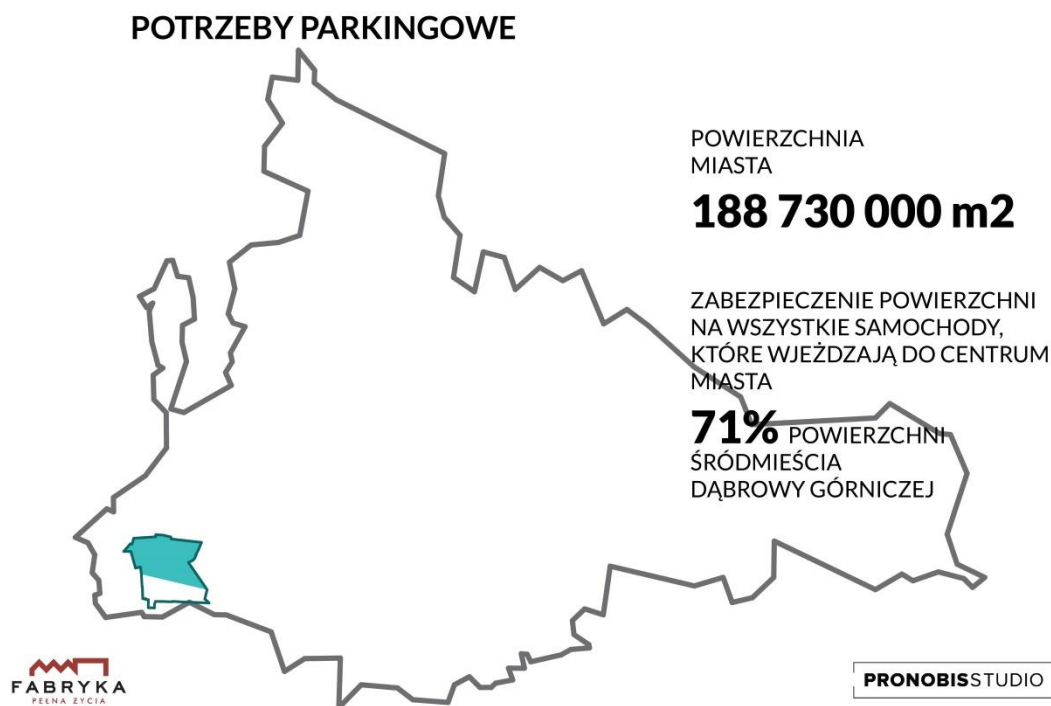 POTRZEBY PARKINGOWE
POWIERZCHNIA
MIASTA
188 730 000 m2
ZABEZPIECZENIE POWIERZCHNI
NA WSZYSTKIE SAMOCHODY,
KTÓRE WJEŻDZAJĄ DO CENTRUM
MIASTA
71% POWIERZCHNI
ŚRÓDMIEŚCIA
DĄBROWY GÓRNICZEJ
FABRYKA
PEŁNA ŻYCIA
PRONOBISSTUDIO